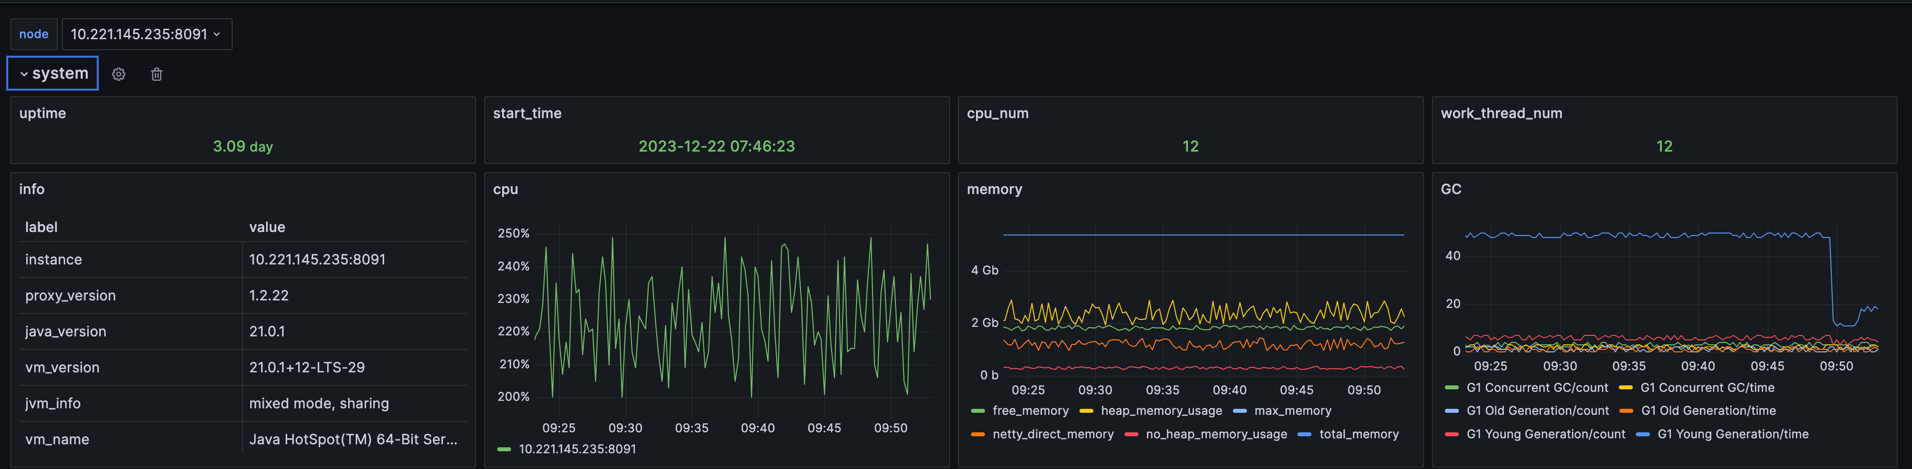 node 10.221.145.235:8091
system
uptime
3.09 day
start_time
2023-12-22 07:46:23
cpu_num
12
work_thread_num
12
info
label value
instance 10.221.145.235:8091
proxy_version 1.2.22
java_version 21.0.1
vm_version 21.0.1+12-LTS-29
jvm_info mixed mode, sharing
vm_name Java HotSpot(TM) 64-Bit Ser...
cpu
250%
240%
230%
220%
210%
200%
09:25 09:30 09:35 09:40 09:45 09:50
10.221.145.235:8091
memory
4 Gb
2 Gb
0 b
09:25 09:30 09:35 09:40 09:45 09:50
free_memory heap_memory_usage max_memory
netty_direct_memory no_heap_memory_usage total_memory
GC
40
20
0
09:25 09:30 09:35 09:40 09:45 09:50
G1 Concurrent GC/count G1 Concurrent GC/time
G1 Old Generation/count G1 Old Generation/time
G1 Young Generation/count G1 Young Generation/time